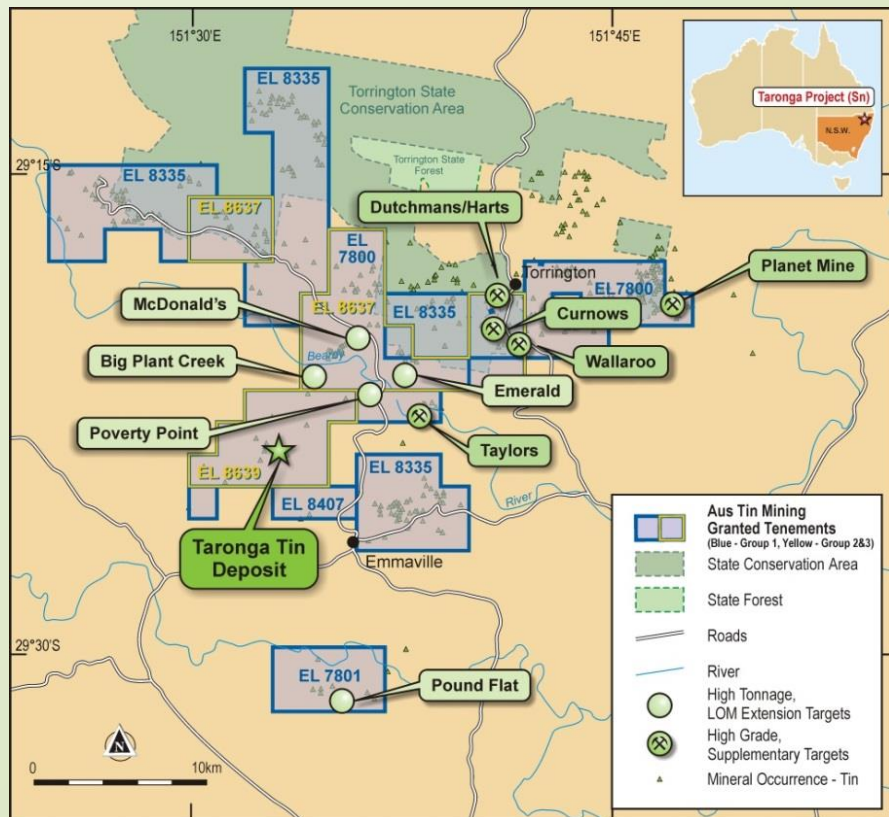 151°30' E
151°45' E
EL 8335
Torrington State
Conservation Area
Taronga Project (Sn)
N.S.W.
29°15'S
EL 8335
Torrington State
Forest
EL 8637
Dutchmans/Harts
EL
7800
Torrington
EL7800
Planet Mine
McDonald's
EL 8637
EL 8335
Curnows
Big Plant Creek
Beardy
River
Wallaroo
Emerald
Poverty Point
Taylors
EL 8639
EL 8335
EL 8407
River
Taronga Tin
Deposit
Emmaville
29°30'S
EL 7801
Pound Flat
N
0
10km
Aus Tin Mining
Granted Tenements
(Blue - Group 1, Yellow - Group 2&3)
State Conservation Area
State Forest
Roads
River
High Tonnage,
LOM Extension Targets
High Grade,
Supplementary Targets
Mineral Occurrence - Tin